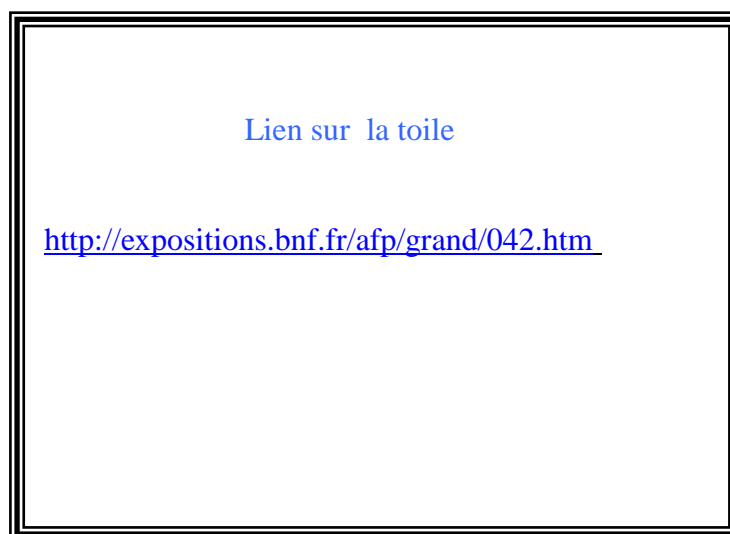 Lien sur  la toile
http://expositions.bnf.fr/afp/grand/042.htm